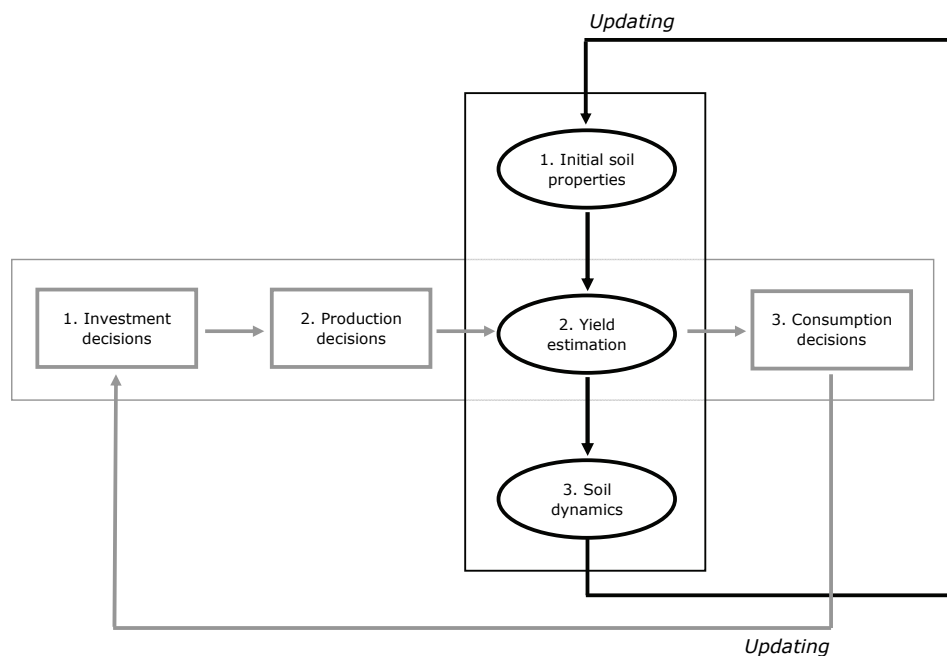 Updating
1. Initial soil
properties
1. Investment
decisions
2. Production
decisions
2. Yield
estimation
3. Consumption
decisions
3. Soil
dynamics
Updating